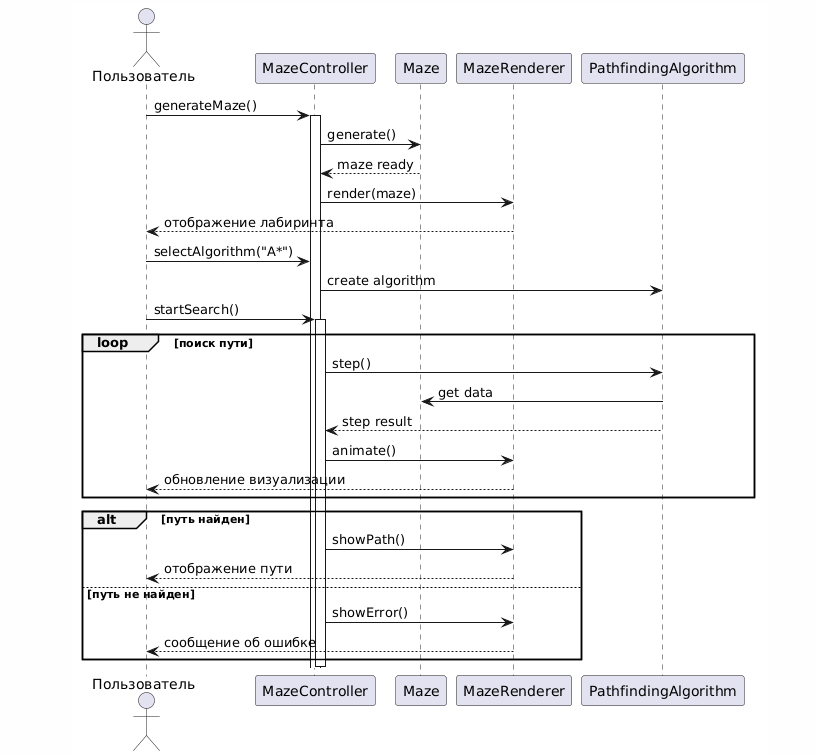 Пользователь
MazeController
Maze
MazeRenderer
PathfindingAlgorithm
generateMaze()
generate()
maze ready
render(maze)
отображение лабиринта
selectAlgorithm("A*")
create algorithm
startSearch()
loop [поиск пути]
step()
get data
step result
animate()
обновление визуализации
alt [путь найден]
showPath()
отображение пути
[путь не найден]
showError()
сообщение об ошибке
Пользователь
MazeController
Maze
MazeRenderer
PathfindingAlgorithm